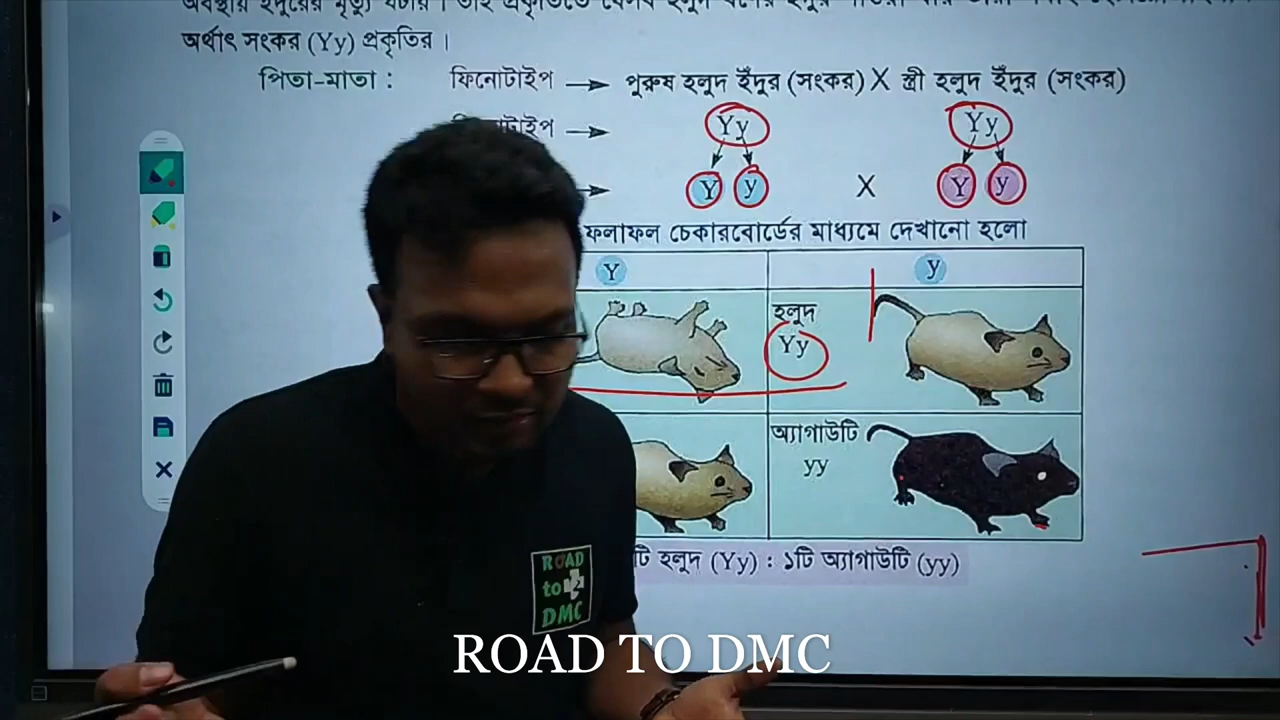 অর্থাৎ সংকর (Yy) প্রকৃতির ।
পিতা-মাতা : ফিনোটাইপ → পুরুষ হলুদ ইঁদুর (সংকর) X স্ত্রী হলুদ ইঁদুর (সংকর)
→ Yy Yy
→ Y y X Y y
ফলাফল চেকারবোর্ডের মাধ্যমে দেখানো হলো
Y y
হলুদ
Yy
অ্যাগাউটি
yy
টি হলুদ (Yy) : ১টি অ্যাগাউটি (yy)
ROAD
to
DMC
ROAD TO DMC